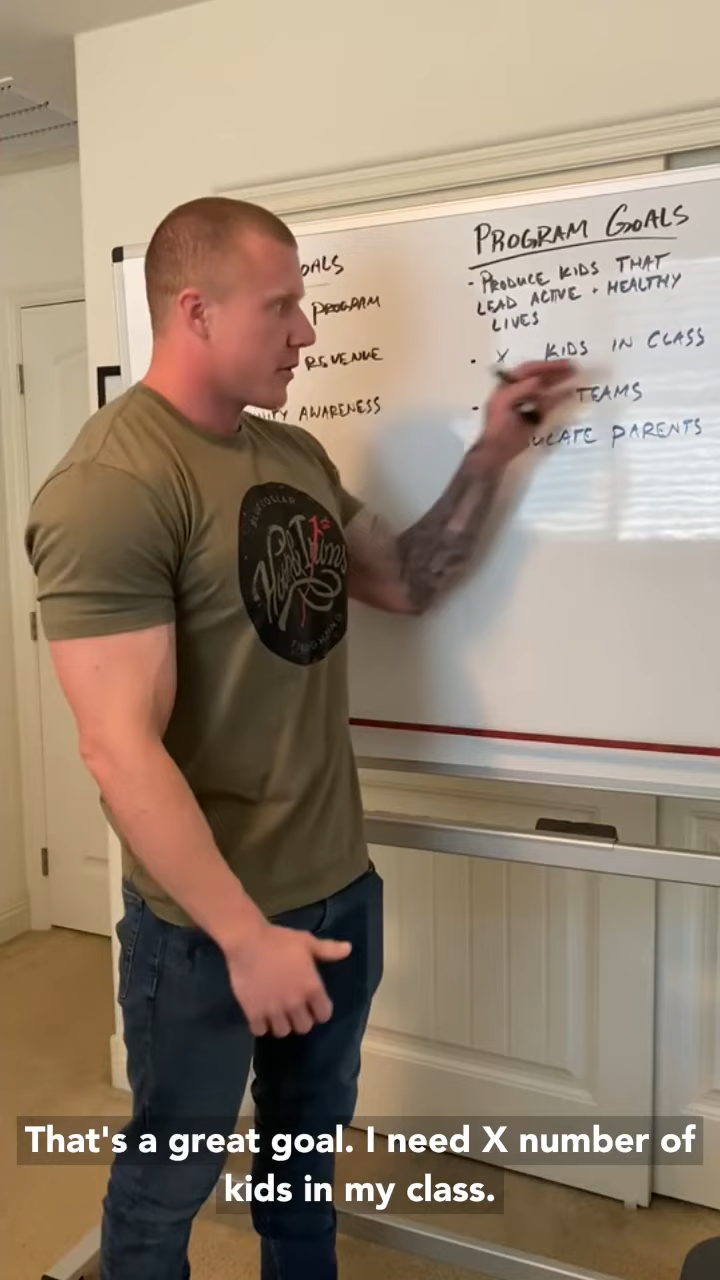 PROGRAM GOALS
- PRODUCE KIDS THAT
LEAD ACTIVE + HEALTHY
LIVES
• X KIDS IN CLASS
- TEAMS
PARENTS
PROGRAM
REVENUE
AWARENESS
That's a great goal. I need X number of
kids in my class.